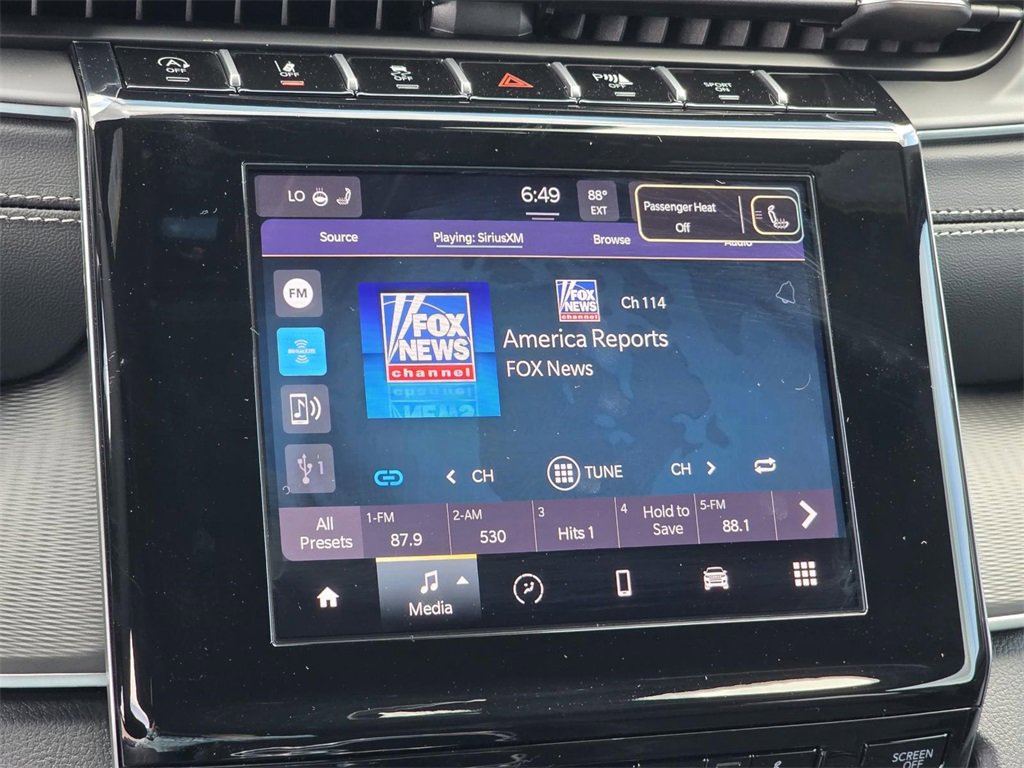 A OFF
OFF
OFF
P OFF
SPORT
ON
LO
6:49
88°
EXT
Passenger Heat
Off
Source
Playing: SiriusXM
Browse
Audio
FM
SiriusXM
1
FOX
NEWS
channel
FOX
NEWS
channel
Ch 114
America Reports
FOX News
CH
TUNE
CH
All
Presets
1-FM
87.9
2-AM
530
3
Hits 1
4
Hold to
Save
5-FM
88.1
Media
SCREEN
OFF